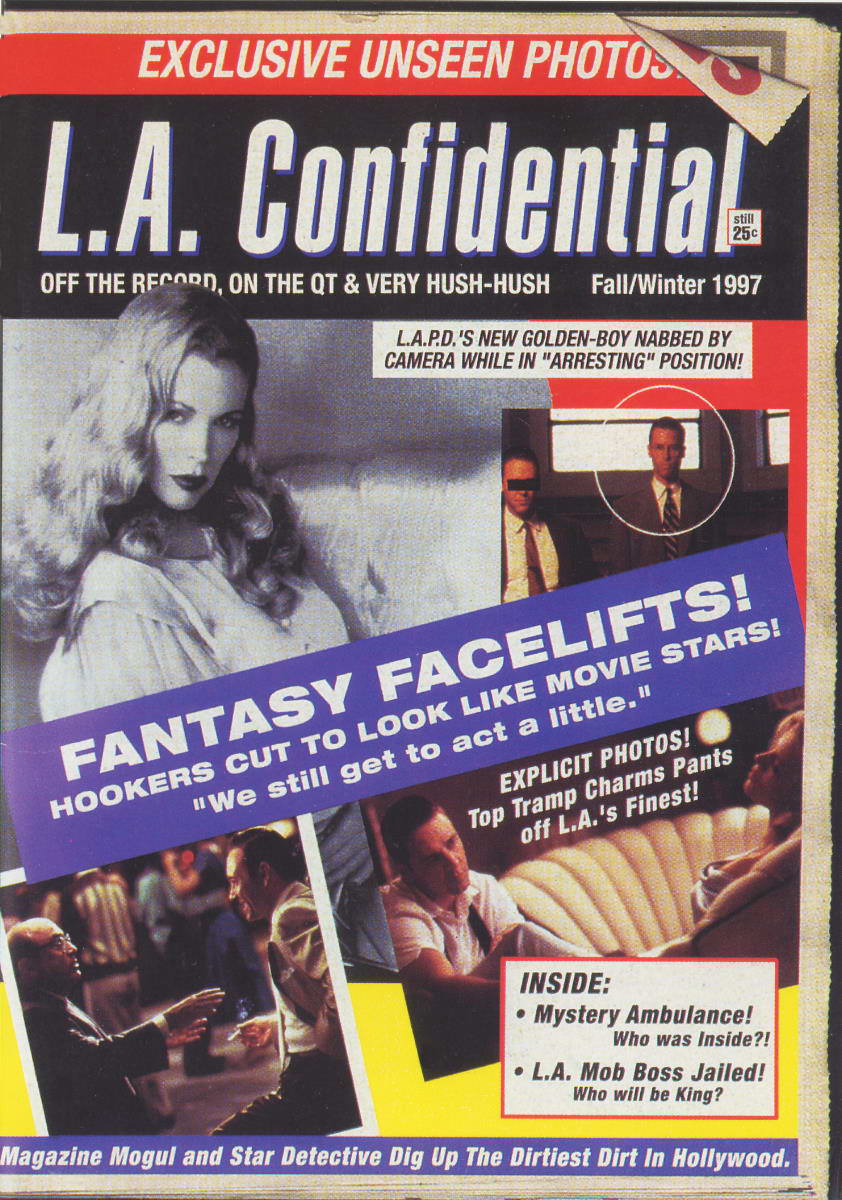 EXCLUSIVE UNSEEN PHOTOS
L.A. Confidential
still
25c
OFF THE RECORD, ON THE QT & VERY HUSH-HUSH
Fall/Winter 1997
L.A.P.D.'S NEW GOLDEN-BOY NABBED BY
CAMERA WHILE IN "ARRESTING" POSITION!
FANTASY FACELIFTS!
HOOKERS CUT TO LOOK LIKE MOVIE STARS!
"We still get to act a little."
EXPLICIT PHOTOS!
Top Tramp Charms Pants
off L.A.'s Finest!
INSIDE:
• Mystery Ambulance!
Who was Inside?!
• L.A. Mob Boss Jailed!
Who will be King?
Magazine Mogul and Star Detective Dig Up The Dirtiest Dirt In Hollywood.